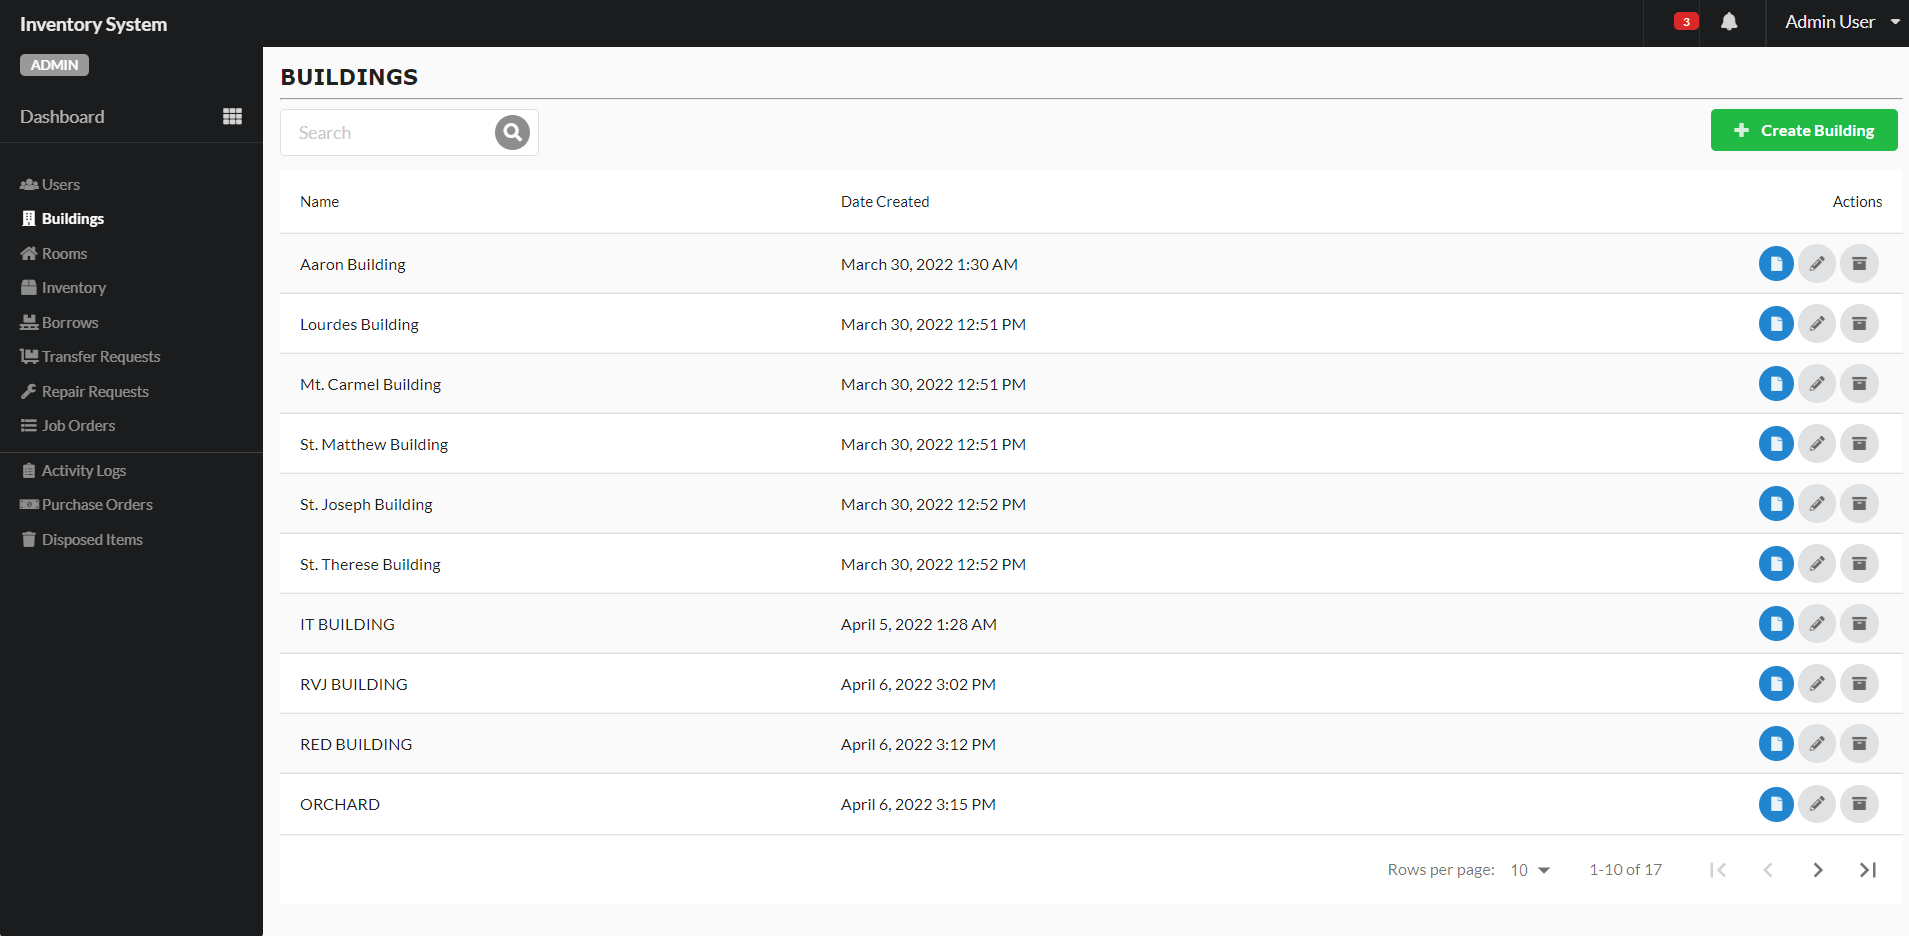 Inventory System
3
Admin User
ADMIN
Dashboard
Users
Buildings
Rooms
Inventory
Borrows
Transfer Requests
Repair Requests
Job Orders
Activity Logs
Purchase Orders
Disposed Items
BUILDINGS
Search
Create Building
Name Date Created Actions
Aaron Building March 30, 2022 1:30 AM
Lourdes Building March 30, 2022 12:51 PM
Mt. Carmel Building March 30, 2022 12:51 PM
St. Matthew Building March 30, 2022 12:51 PM
St. Joseph Building March 30, 2022 12:52 PM
St. Therese Building March 30, 2022 12:52 PM
IT BUILDING April 5, 2022 1:28 AM
RVJ BUILDING April 6, 2022 3:02 PM
RED BUILDING April 6, 2022 3:12 PM
ORCHARD April 6, 2022 3:15 PM
Rows per page: 10 1-10 of 17